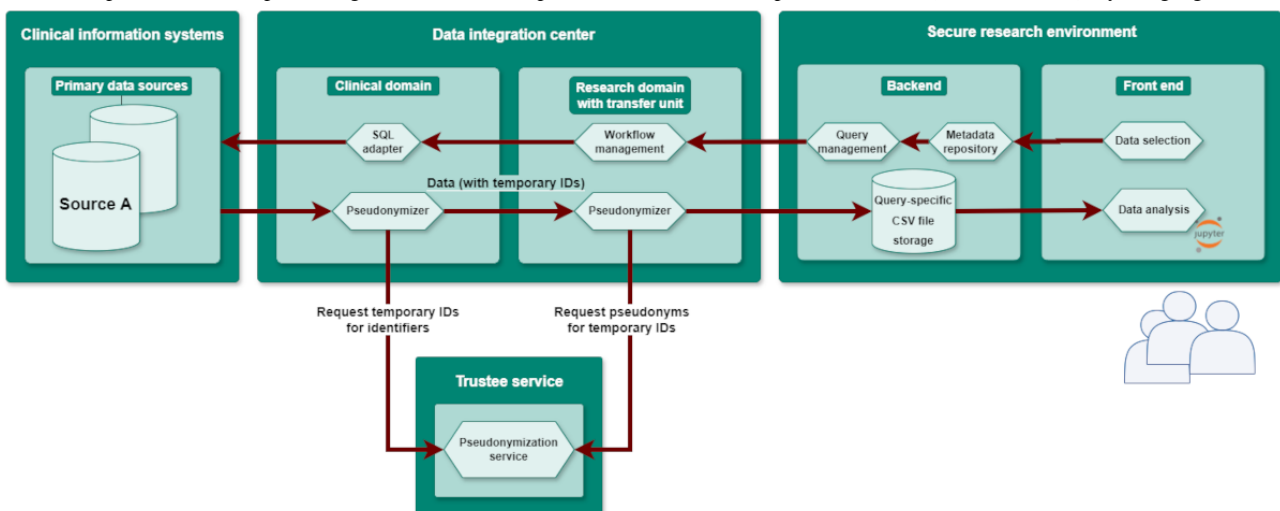 Clinical information systems
Data integration center
Secure research environment
Primary data sources
Clinical domain
Research domain
with transfer unit
Backend
Front end
SQL
adapter
Workflow
management
Query
management
Metadata
repository
Data selection
Data (with temporary IDs)
Source A
Pseudonymizer
Pseudonymizer
Query-specific
CSV file
storage
Data analysis
jupyter
Request temporary IDs
for identifiers
Request pseudonyms
for temporary IDs
Trustee service
Pseudonymization
service